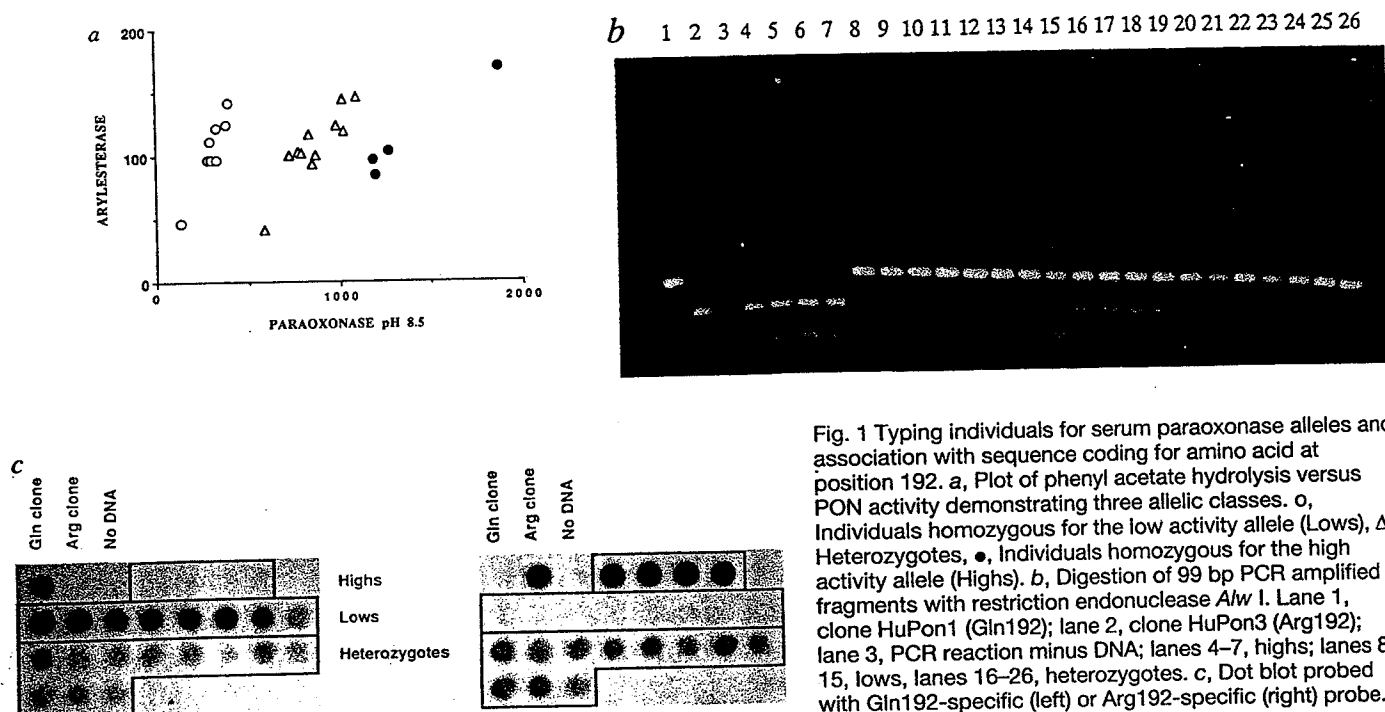 a
200
100
0
ARYLESTERASE
0 1000 2000
PARAOXONASE pH 8.5
b 1 2 3 4 5 6 7 8 9 10 11 12 13 14 15 16 17 18 19 20 21 22 23 24 25 26
c
Gln clone
Arg clone
No DNA
Highs
Lows
Heterozygotes
Gln clone
Arg clone
No DNA
Fig. 1 Typing individuals for serum paraoxonase alleles and
association with sequence coding for amino acid at
position 192. a, Plot of phenyl acetate hydrolysis versus
PON activity demonstrating three allelic classes. o,
Individuals homozygous for the low activity allele (Lows), Δ
Heterozygotes, ●, Individuals homozygous for the high
activity allele (Highs). b, Digestion of 99 bp PCR amplified
fragments with restriction endonuclease Alw I. Lane 1,
clone HuPon1 (Gln192); lane 2, clone HuPon3 (Arg192);
lane 3, PCR reaction minus DNA; lanes 4–7, highs; lanes 8
15, lows, lanes 16–26, heterozygotes. c, Dot blot probed
with Gln192-specific (left) or Arg192-specific (right) probe.